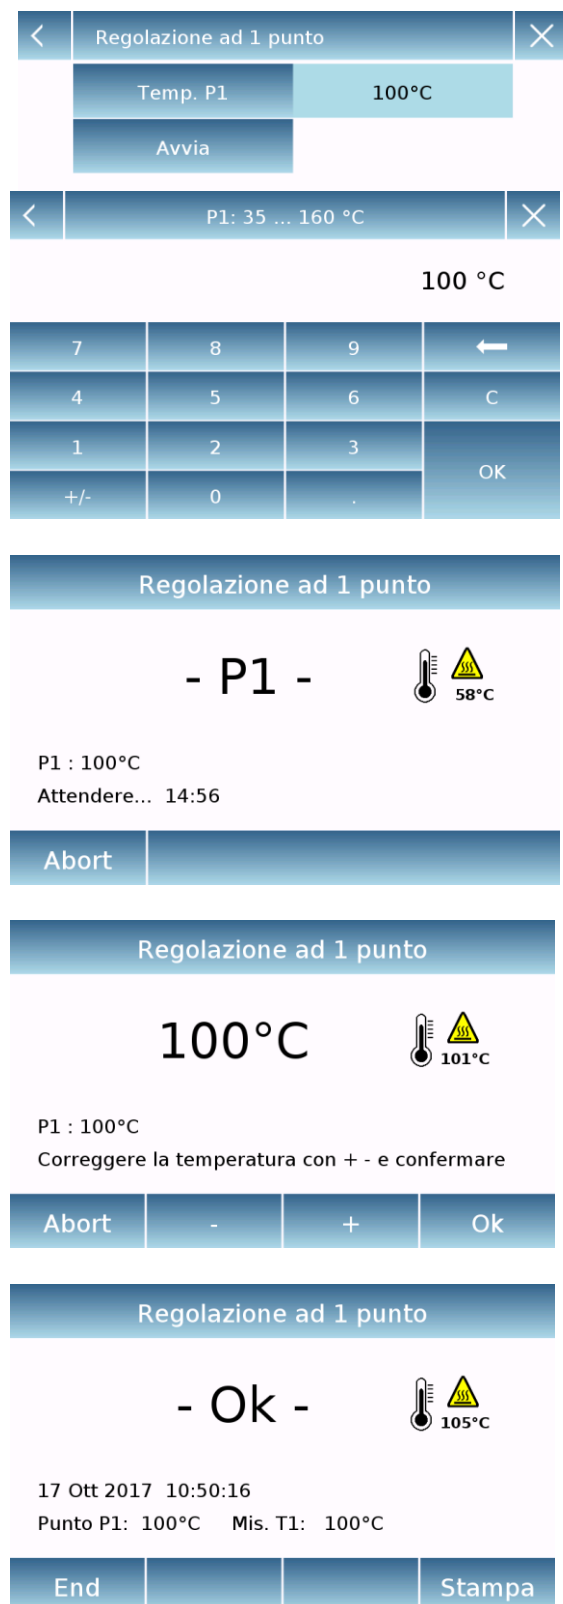 Regolazione ad 1 punto
Temp. P1 100°C
Avvia
P1: 35 ... 160 °C
100 °C
7 8 9
4 5 6 C
1 2 3
OK
+/- 0 .
Regolazione ad 1 punto
- P1 -
58°C
P1 : 100°C
Attendere... 14:56
Abort
Regolazione ad 1 punto
100°C
101°C
P1 : 100°C
Correggere la temperatura con + - e confermare
Abort - + Ok
Regolazione ad 1 punto
- Ok -
105°C
17 Ott 2017 10:50:16
Punto P1: 100°C Mis. T1: 100°C
End Stampa